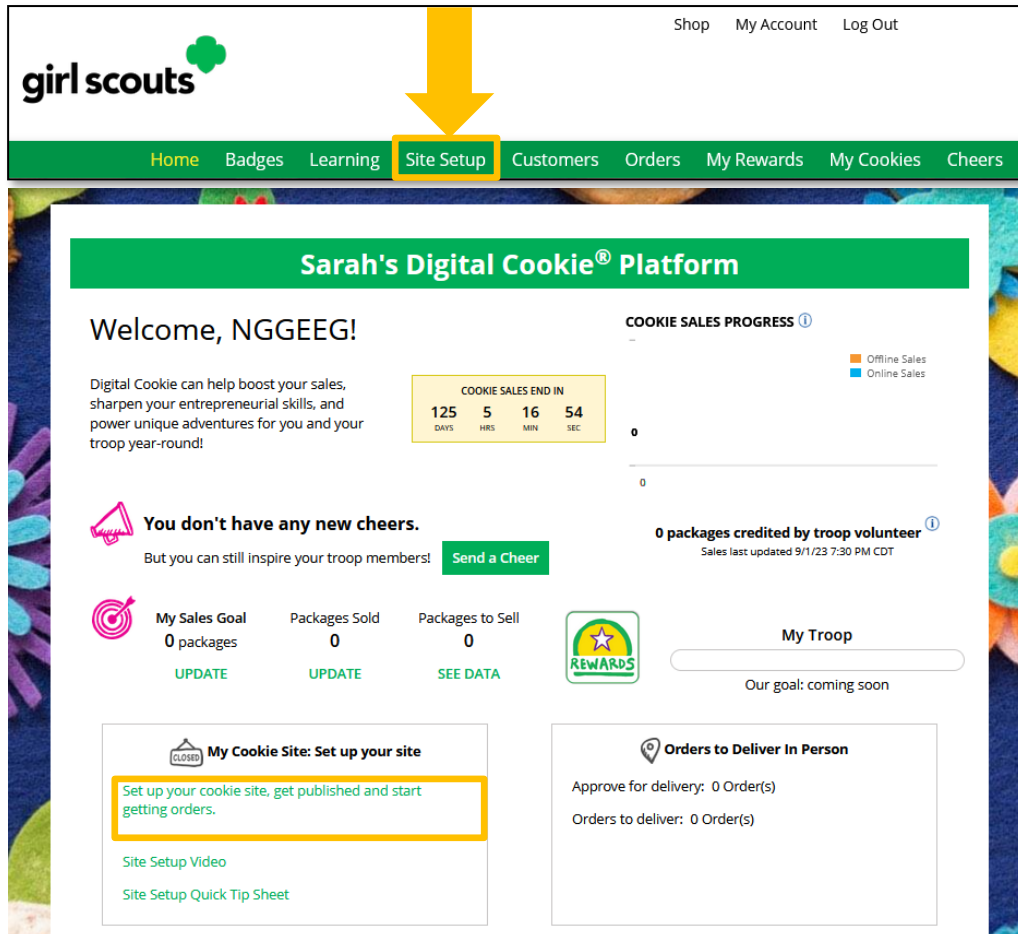 Shop My Account Log Out
girl scouts
Home Badges Learning Site Setup Customers Orders My Rewards My Cookies Cheers
Sarah's Digital Cookie® Platform
Welcome, NGGEEG!
Digital Cookie can help boost your sales,
sharpen your entrepreneurial skills, and
power unique adventures for you and your
troop year-round!
COOKIE SALES END IN
125 5 16 54
DAYS HRS MIN SEC
COOKIE SALES PROGRESS i
Offline Sales
Online Sales
0
0
You don't have any new cheers.
But you can still inspire your troop members! Send a Cheer
0 packages credited by troop volunteer i
Sales last updated 9/1/23 7:30 PM CDT
My Sales Goal Packages Sold Packages to Sell
0 packages 0 0
UPDATE UPDATE SEE DATA
REWARDS
My Troop
Our goal: coming soon
CLOSED My Cookie Site: Set up your site
Set up your cookie site, get published and start
getting orders.
Site Setup Video
Site Setup Quick Tip Sheet
Orders to Deliver In Person
Approve for delivery: 0 Order(s)
Orders to deliver: 0 Order(s)